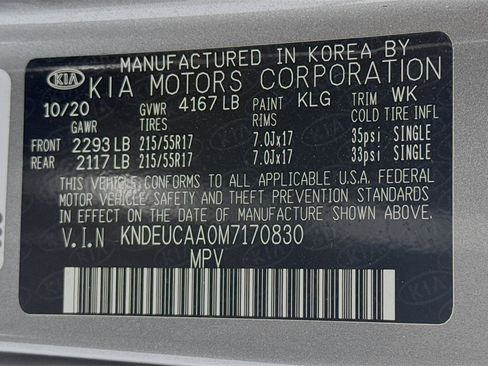 MANUFACTURED IN KOREA BY
KIA KIA MOTORS CORPORATION
10/20 GVWR 4167 LB PAINT KLG TRIM WK
GAWR TIRES RIMS COLD TIRE INFL
FRONT 2293 LB 215/55R17 7.0Jx17 35psi SINGLE
REAR 2117 LB 215/55R17 7.0Jx17 33psi SINGLE
THIS VEHICLE CONFORMS TO ALL APPLICABLE U.S.A. FEDERAL
MOTOR VEHICLE SAFETY AND THEFT PREVENTION STANDARDS
IN EFFECT ON THE DATE OF MANUFACTURE SHOWN ABOVE.
V.I.N KNDEUCAA0M7170830
MPV